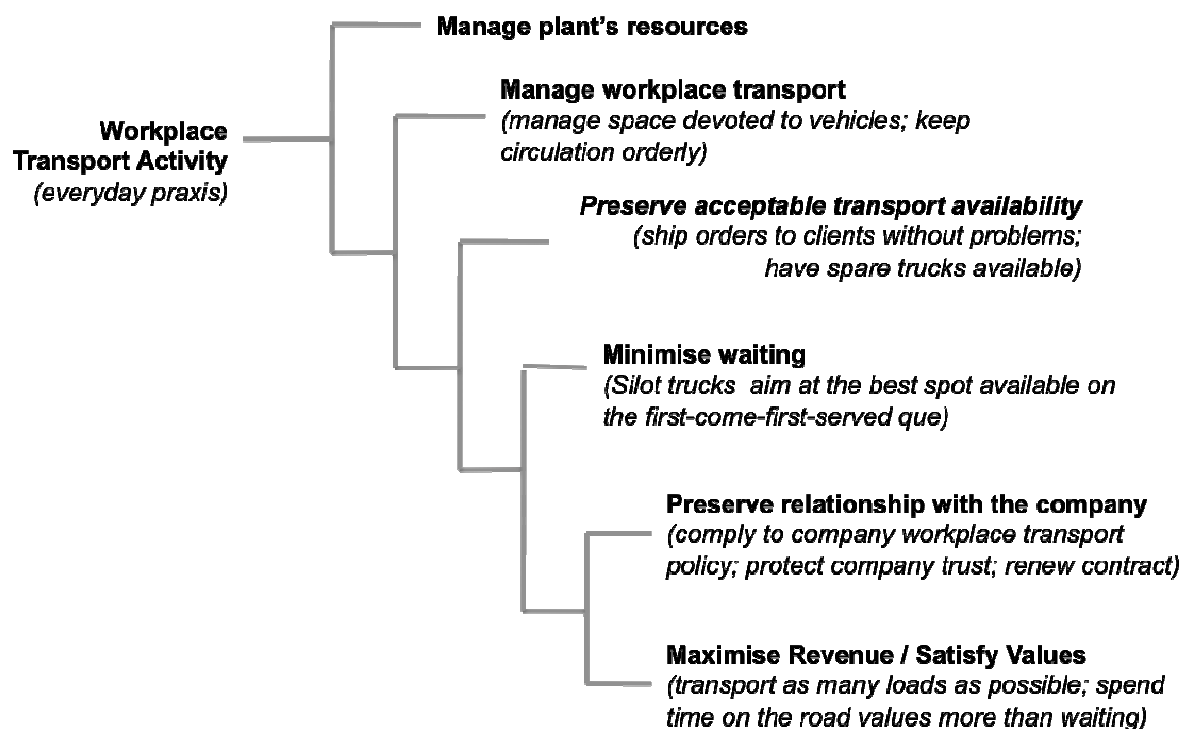 Manage plant's resources
Workplace
Transport Activity
(everyday praxis)
Manage workplace transport
(manage space devoted to vehicles; keep
circulation orderly)
Preserve acceptable transport availability
(ship orders to clients without problems;
have spare trucks available)
Minimise waiting
(Silot trucks aim at the best spot available on
the first-come-first-served que)
Preserve relationship with the company
(comply to company workplace transport
policy; protect company trust; renew contract)
Maximise Revenue / Satisfy Values
(transport as many loads as possible; spend
time on the road values more than waiting)